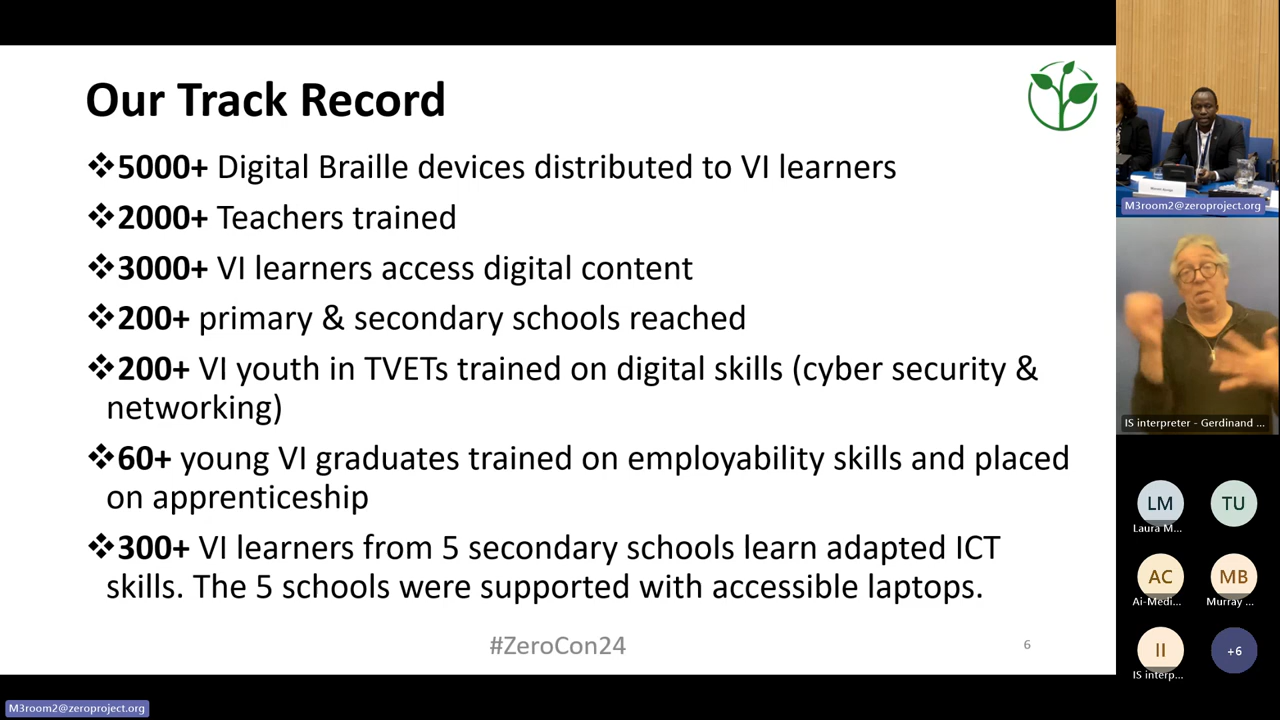 Our Track Record
❖5000+ Digital Braille devices distributed to VI learners
❖2000+ Teachers trained
❖3000+ VI learners access digital content
❖200+ primary & secondary schools reached
❖200+ VI youth in TVETs trained on digital skills (cyber security &
networking)
❖60+ young VI graduates trained on employability skills and placed
on apprenticeship
❖300+ VI learners from 5 secondary schools learn adapted ICT
skills. The 5 schools were supported with accessible laptops.
#ZeroCon24
6
M3room2@zeroproject.org
IS interpreter - Gerdinand ...
LM
Laura M...
TU
AC
Ai-Medi...
MB
Murray ...
II
IS interp...
+6
M3room2@zeroproject.org